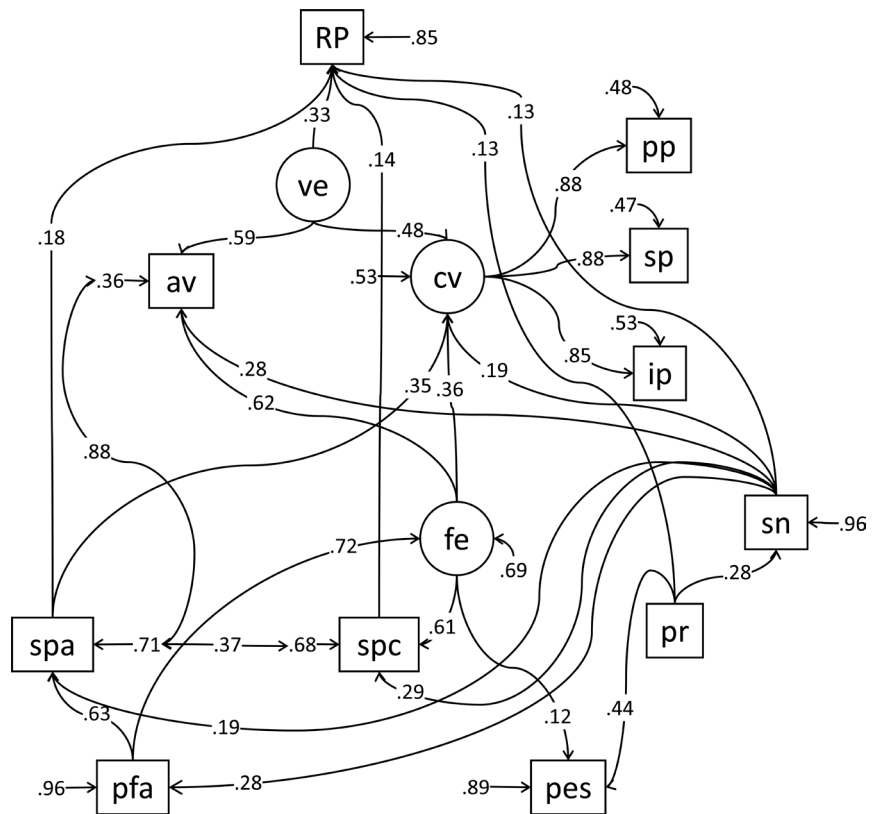 RP
.85
.48
.33
.13
.13
.14
pp
ve
.88
.47
.18
.59
.48
.88
sp
.36
av
.53
cv
.53
.28
.19
.85
ip
.35
.36
.62
.88
.72
fe
sn
.96
.69
.28
spa
.71
.37
.68
spc
.61
pr
.29
.63
.19
.12
.44
.96
pfa
.28
.89
pes